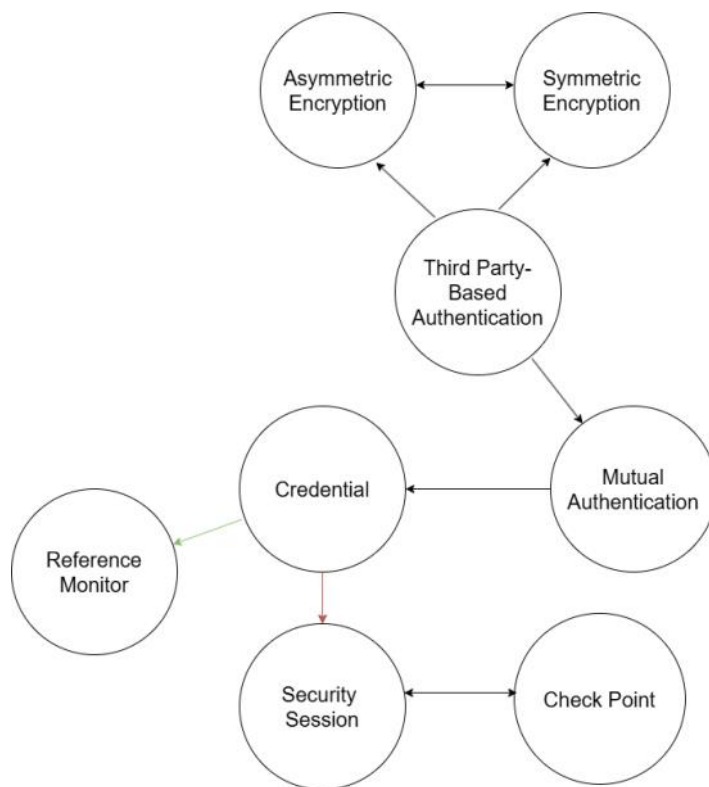 Asymmetric
Encryption
Symmetric
Encryption
Third Party-
Based
Authentication
Credential
Mutual
Authentication
Reference
Monitor
Security
Session
Check Point